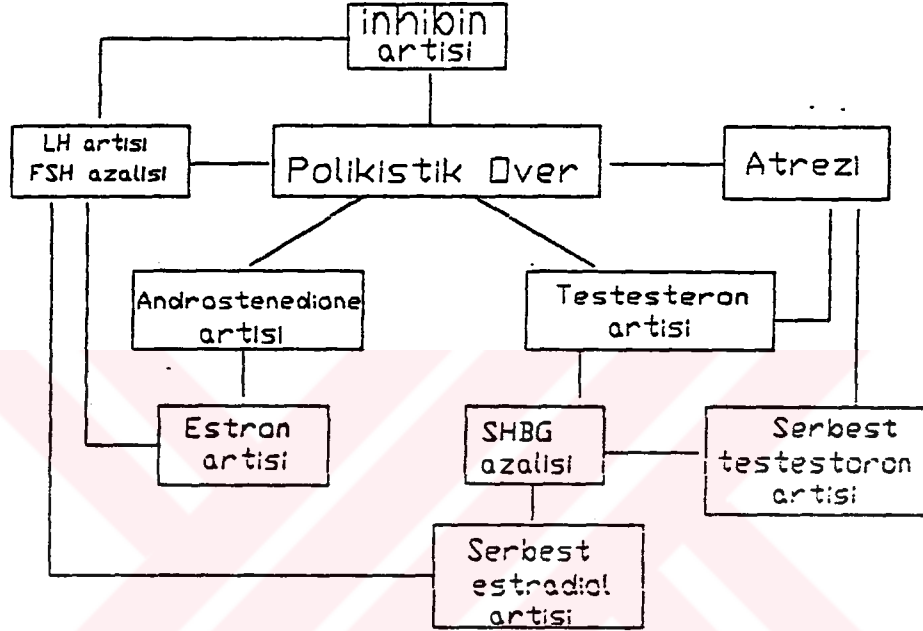 inhibin
artisi
LH artisi
FSH azalisi
Polikistik Over
Atrezi
Androstenedione
artisi
Testesteron
artisi
Estron
artisi
SHBG
azalisi
Serbest
testestoron
artisi
Serbest
estradiol
artisi